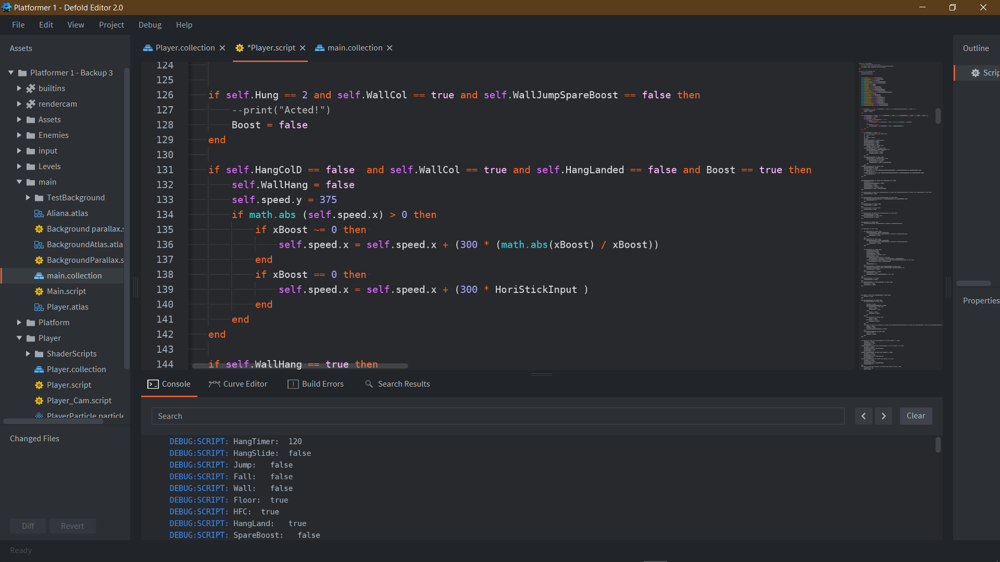 Platformer 1 - Defold Editor 2.0
File Edit View Project Debug Help
Assets
Platformer 1 - Backup 3
builtins
rendercam
Assets
Enemies
input
Levels
main
TestBackground
Aliana.atlas
Background parallax.s
BackgroundAtlas.atla
BackgroundParallax.s
main.collection
Main.script
Player.atlas
Platform
Player
ShaderScripts
Player.collection
Player.script
Player_Cam.script
PlayerParticle.particle
Changed Files
Diff Revert
Ready
Player.collection *Player.script main.collection
124
125
126 if self.Hung == 2 and self.WallCol == true and self.WallJumpSpareBoost == false then
127 --print("Acted!")
128 Boost = false
129 end
130
131 if self.HangColD == false  and self.WallCol == true and self.HangLanded == false and Boost == true then
132 self.WallHang = false
133 self.speed.y = 375
134 if math.abs (self.speed.x) > 0 then
135 if xBoost ~= 0 then
136 self.speed.x = self.speed.x + (300 * (math.abs(xBoost) / xBoost))
137 end
138 if xBoost == 0 then
139 self.speed.x = self.speed.x + (300 * HoriStickInput )
140 end
141 end
142 end
143
144 if self.WallHang == true then
Console Curve Editor Build Errors Search Results
Search Clear
DEBUG:SCRIPT: HangTimer:  120
DEBUG:SCRIPT: HangSlide:  false
DEBUG:SCRIPT: Jump:   false
DEBUG:SCRIPT: Fall:   false
DEBUG:SCRIPT: Wall:   false
DEBUG:SCRIPT: Floor:  true
DEBUG:SCRIPT: HFC:  true
DEBUG:SCRIPT: HangLand:   true
DEBUG:SCRIPT: SpareBoost:   false
Outline
Scrip
Properties